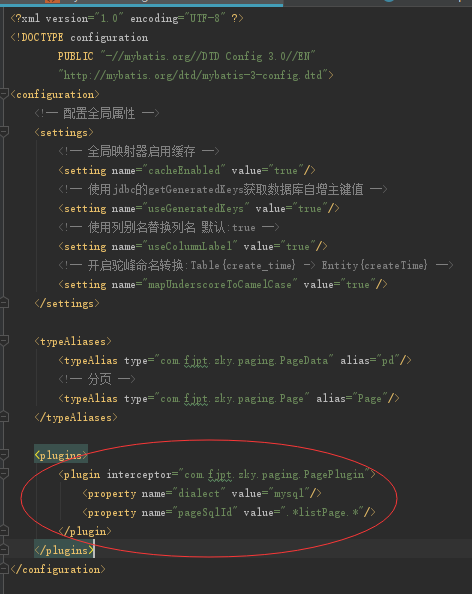 <?xml version="1.0" encoding="UTF-8" ?>
<!DOCTYPE configuration
PUBLIC "-//mybatis.org//DTD Config 3.0//EN"
"http://mybatis.org/dtd/mybatis-3-config.dtd">
<configuration>
<!-- 配置全局属性 -->
<settings>
<!-- 全局映射器启用缓存 -->
<setting name="cacheEnabled" value="true"/>
<!-- 使用jdbc的getGeneratedKeys获取数据库自增主键值 -->
<setting name="useGeneratedKeys" value="true"/>
<!-- 使用列别名替换列名 默认:true -->
<setting name="useColumnLabel" value="true"/>
<!-- 开启驼峰命名转换:Table{create_time} -> Entity{createTime} -->
<setting name="mapUnderscoreToCamelCase" value="true"/>
</settings>
<typeAliases>
<typeAlias type="com.fjpt.zky.paging.PageData" alias="pd"/>
<!-- 分页 -->
<typeAlias type="com.fjpt.zky.paging.Page" alias="Page"/>
</typeAliases>
<plugins>
<plugin interceptor="com.fjpt.zky.paging.PagePlugin">
<property name="dialect" value="mysql"/>
<property name="pageSqlId" value=".*listPage.*"/>
</plugin>
</plugins>
</configuration>